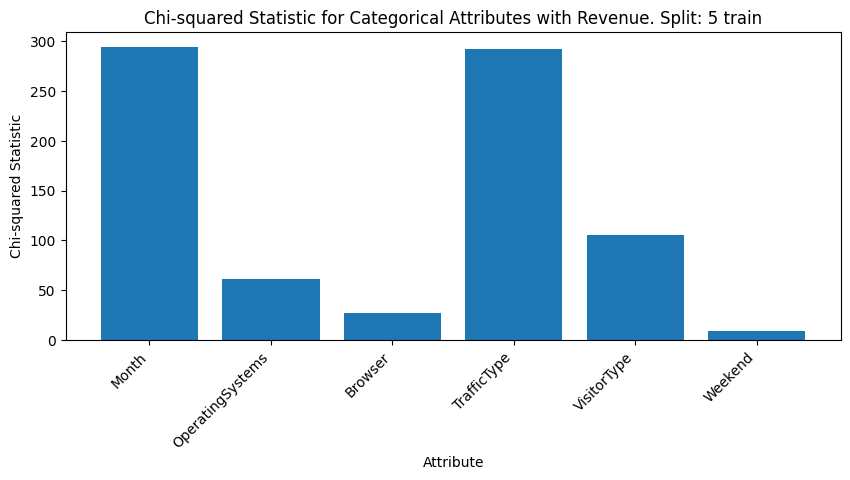 Chi-squared Statistic for Categorical Attributes with Revenue. Split: 5 train
Chi-squared Statistic
300
250
200
150
100
50
0
Month
OperatingSystems
Browser
TrafficType
VisitorType
Weekend
Attribute